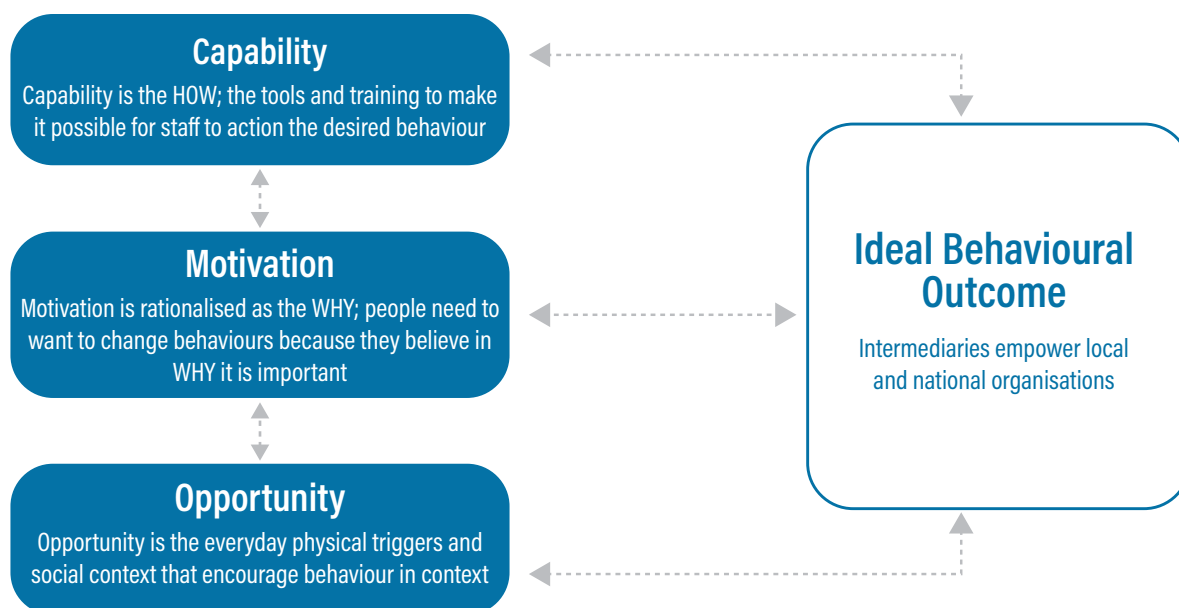 Capability
Capability is the HOW; the tools and training to make
it possible for staff to action the desired behaviour
Motivation
Motivation is rationalised as the WHY; people need to
want to change behaviours because they believe in
WHY it is important
Opportunity
Opportunity is the everyday physical triggers and
social context that encourage behaviour in context
Ideal Behavioural
Outcome
Intermediaries empower local
and national organisations